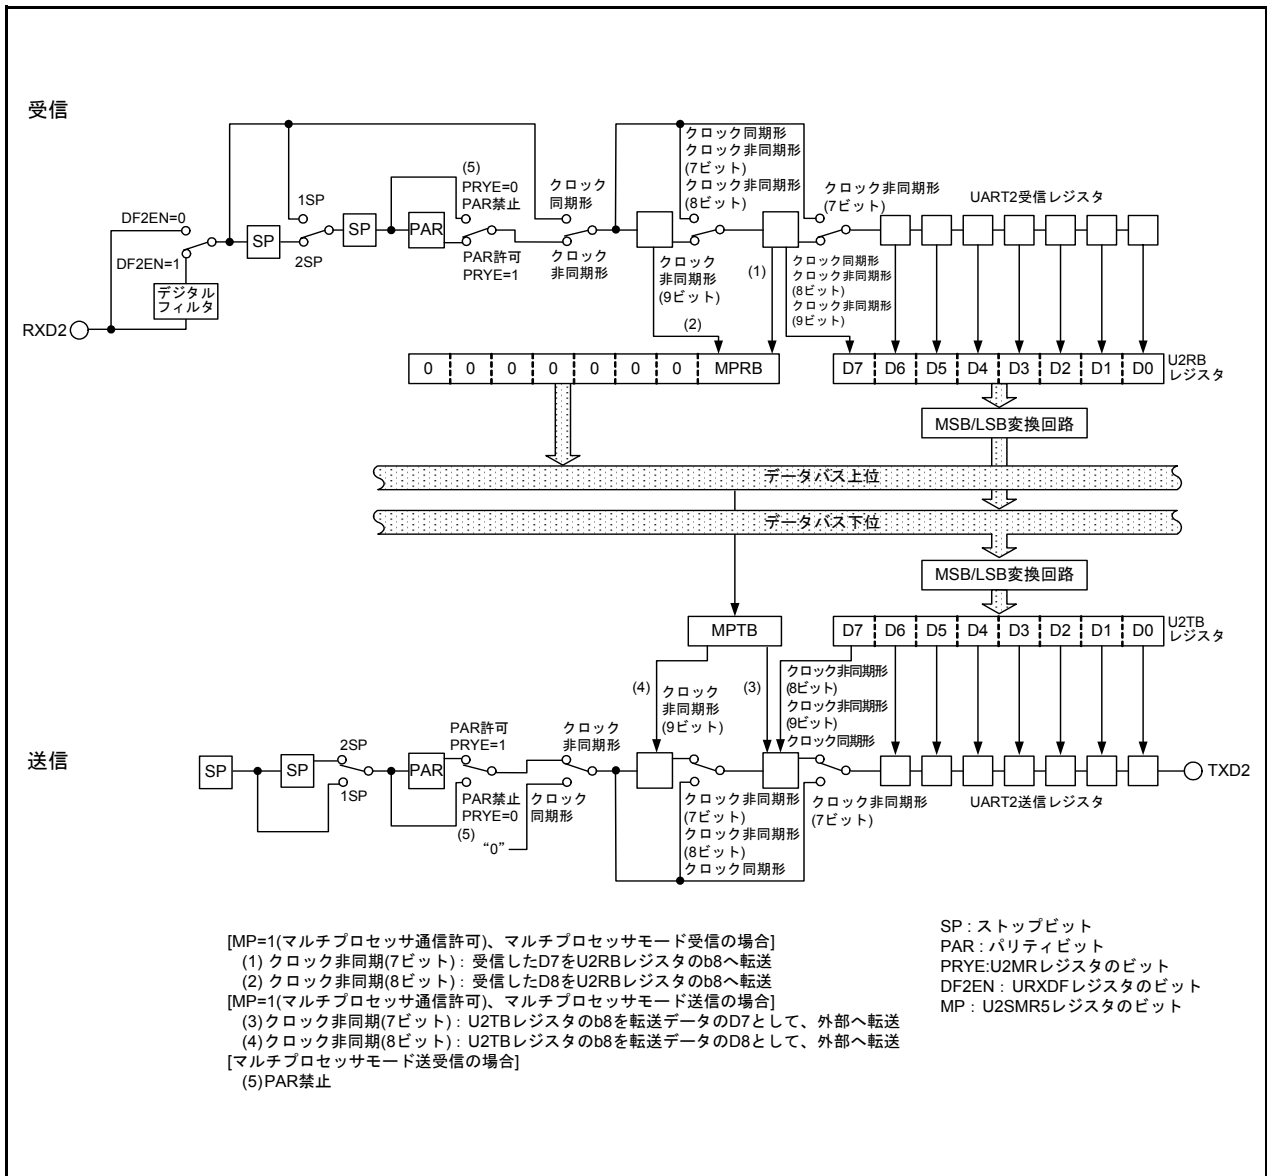 受信
クロック同期形
クロック非同期形
(7ビット)
クロック非同期形
(8ビット)
(5)
PRYE=0
PAR禁止
クロック
同期形
クロック非同期形
(7ビット)
UART2受信レジスタ
1SP
DF2EN=0
SP
SP
PAR
2SP
DF2EN=1
PAR許可
PRYE=1
クロック
非同期形
クロック
非同期形
(9ビット)
(1)
クロック同期形
クロック非同期形
(8ビット)
クロック非同期形
(9ビット)
デジタル
フィルタ
RXD2
(2)
0 0 0 0 0 0 0 MPRB
D7 D6 D5 D4 D3 D2 D1 D0
U2RB
レジスタ
MSB/LSB変換回路
データバス上位
データバス下位
MSB/LSB変換回路
MPTB
D7 D6 D5 D4 D3 D2 D1 D0
U2TB
レジスタ
(4)
クロック
非同期形
(9ビット)
(3)
クロック非同期形
(8ビット)
クロック非同期形
(9ビット)
クロック同期形
送信
PAR許可
PRYE=1
クロック
非同期形
2SP
SP
SP
PAR
TXD2
1SP
PAR禁止
PRYE=0
(5)
クロック
同期形
“0”
クロック非同期形
(7ビット)
クロック非同期形
(8ビット)
クロック同期形
クロック非同期形
(7ビット)
UART2送信レジスタ
[MP=1(マルチプロセッサ通信許可)、マルチプロセッサモード受信の場合]
(1) クロック非同期(7ビット) : 受信したD7をU2RBレジスタのb8へ転送
(2) クロック非同期(8ビット) : 受信したD8をU2RBレジスタのb8へ転送
[MP=1(マルチプロセッサ通信許可)、マルチプロセッサモード送信の場合]
(3)クロック非同期(7ビット) : U2TBレジスタのb8を転送データのD7として、外部へ転送
(4)クロック非同期(8ビット) : U2TBレジスタのb8を転送データのD8として、外部へ転送
[マルチプロセッサモード送受信の場合]
(5)PAR禁止
SP : ストップビット
PAR : パリティビット
PRYE:U2MRレジスタのビット
DF2EN : URXDFレジスタのビット
MP : U2SMR5レジスタのビット